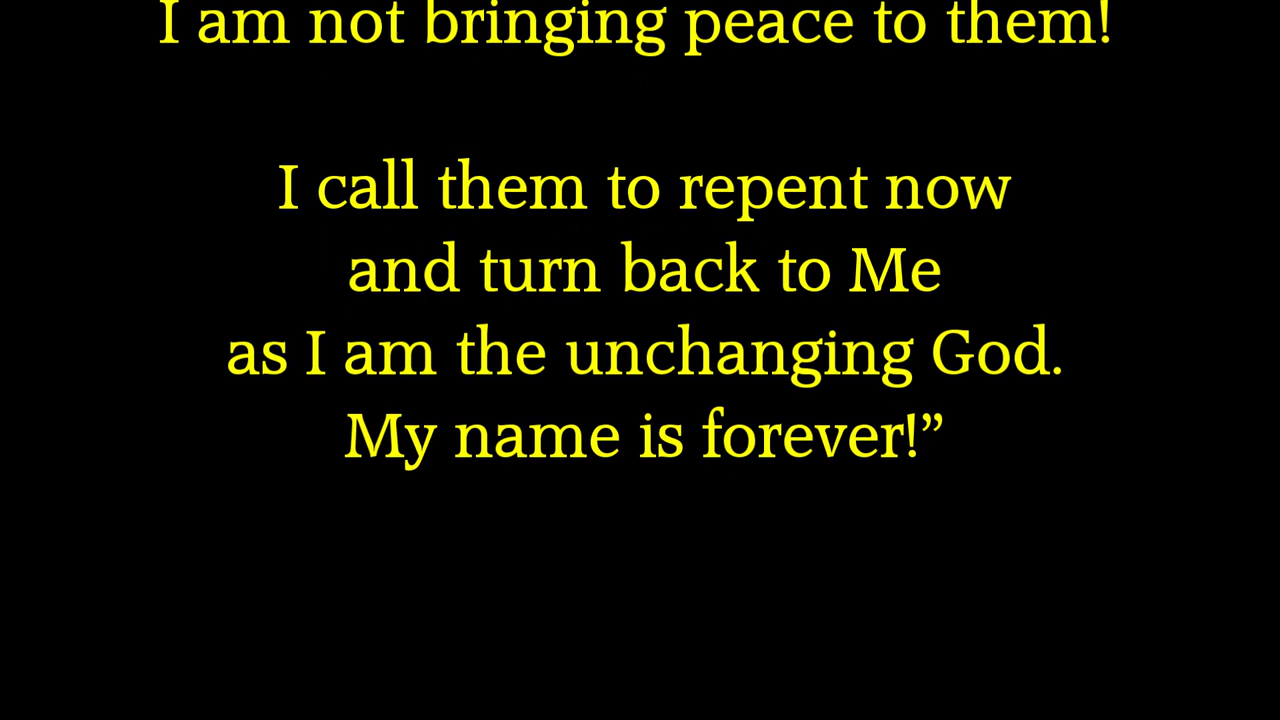 I am not bringing peace to them!
I call them to repent now
and turn back to Me
as I am the unchanging God.
My name is forever!”